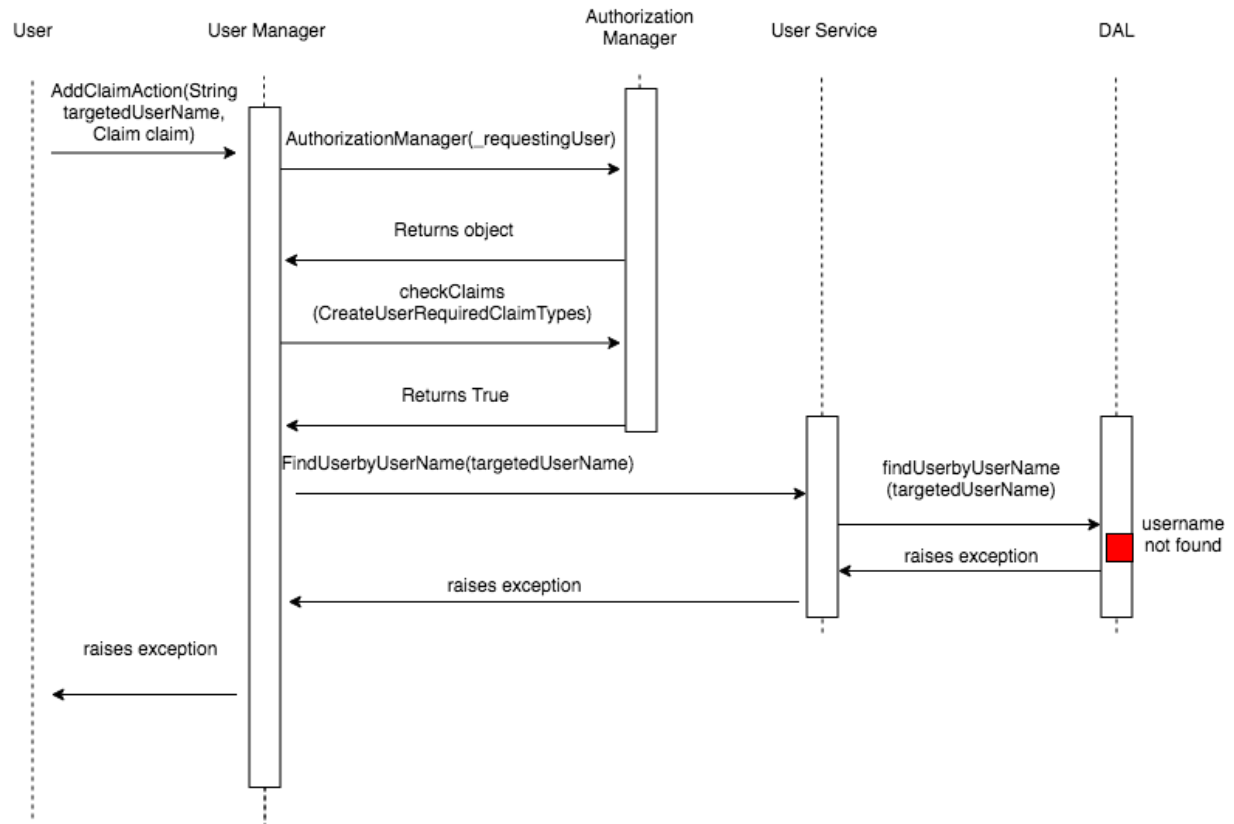 User
User Manager
Authorization
Manager
User Service
DAL
AddClaimAction(String
targetedUserName,
Claim claim)
AuthorizationManager(_requestingUser)
Returns object
checkClaims
(CreateUserRequiredClaimTypes)
Returns True
FindUserbyUserName(targetedUserName)
findUserbyUserName
(targetedUserName)
username
not found
raises exception
raises exception
raises exception